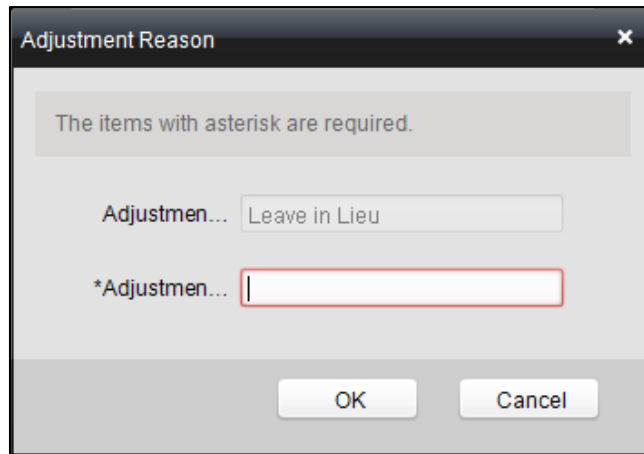 Adjustment Reason
The items with asterisk are required.
Adjustmen... Leave in Lieu
*Adjustmen...
OK Cancel